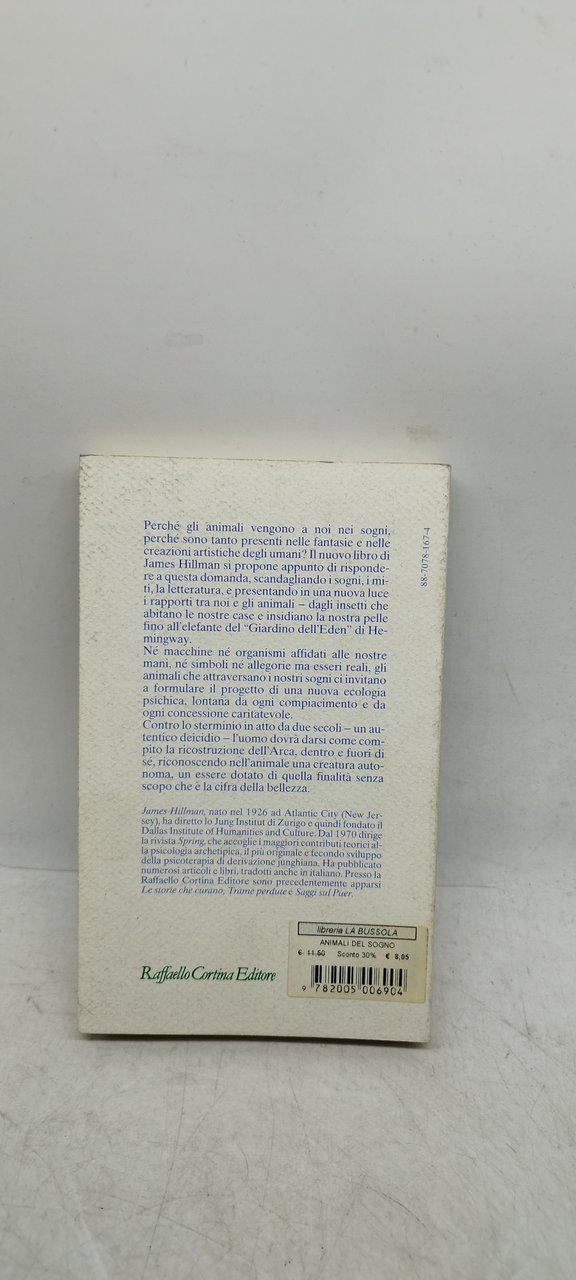 Perché gli animali vengono a noi nei sogni,
perché sono tanto presenti nelle fantasie e nelle
creazioni artistiche degli umani? Il nuovo libro di
James Hillman si propone appunto di risponde-
re a questa domanda, scandagliando i sogni, i mi-
ti, la letteratura, e presentando in una nuova luce
i rapporti tra noi e gli animali – dagli insetti che
abitano le nostre case e insidiano la nostra pelle
fino all'elefante del "Giardino dell'Eden" di He-
mingway.
Né macchine né organismi affidati alle nostre
mani, né simboli né allegorie ma esseri reali, gli
animali che attraversano i nostri sogni ci invitano
a formulare il progetto di una nuova ecologia
psichica, lontana da ogni compiacimento e da
ogni concessione caritatevole.
Contro lo sterminio in atto da due secoli – un au-
tentico deicidio – l'uomo dovrà darsi come com-
pito la ricostruzione dell'Arca, dentro e fuori di
sé, riconoscendo nell'animale una creatura auto-
noma, un essere dotato di quella finalità senza
scopo che è la cifra della bellezza.
James Hillman, nato nel 1926 ad Atlantic City (New Jer-
sey), ha diretto lo Jung Institut di Zurigo e quindi fondato il
Dallas Institute of Humanities and Culture. Dal 1970 dirige
la rivista Spring, che accoglie i maggiori contributi teorici al-
la psicologia archetipica, il più originale e fecondo sviluppo
della psicoterapia di derivazione junghiana. Ha pubblicato
numerosi articoli e libri, tradotti anche in italiano. Presso la
Raffaello Cortina Editore sono precedentemente apparsi
Le storie che curano, Trame perdute e Saggi sul Puer.
Raffaello Cortina Editore
libreria LA BUSSOLA
ANIMALI DEL SOGNO
€ 11,50 Sconto 30% € 8,05
9 782005 006904
88-7078-167-4